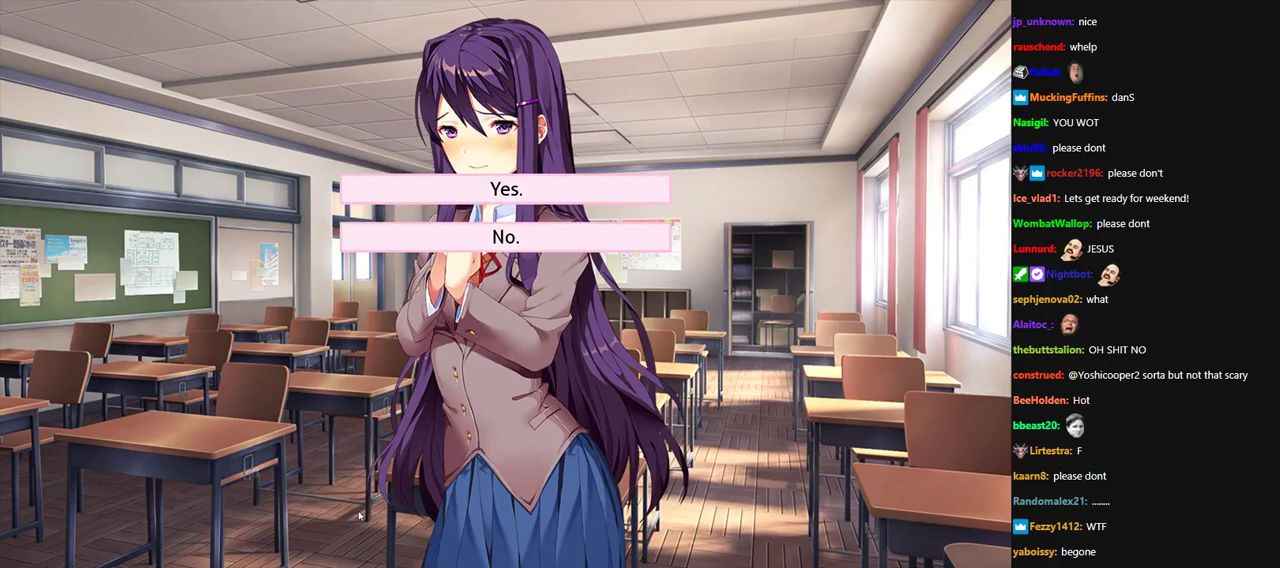 Yes.
No.
jp_unknown: nice
rauschend: whelp
MuckingFuffins: danS
Nasigil: YOU WOT
please dont
rocker2196: please don't
Ice_vlad1: Lets get ready for weekend!
WombatWallop: please dont
Lunnurd: JESUS
Nightbot:
sephjenova02: what
Alaitoc_:
thebuttstalion: OH SHIT NO
construed: @Yoshicooper2 sorta but not that scary
BeeHolden: Hot
bbeast20:
Lirtestra: F
kaarn8: please dont
Randomalex21: ........
Fezzy1412: WTF
yaboissy: begone